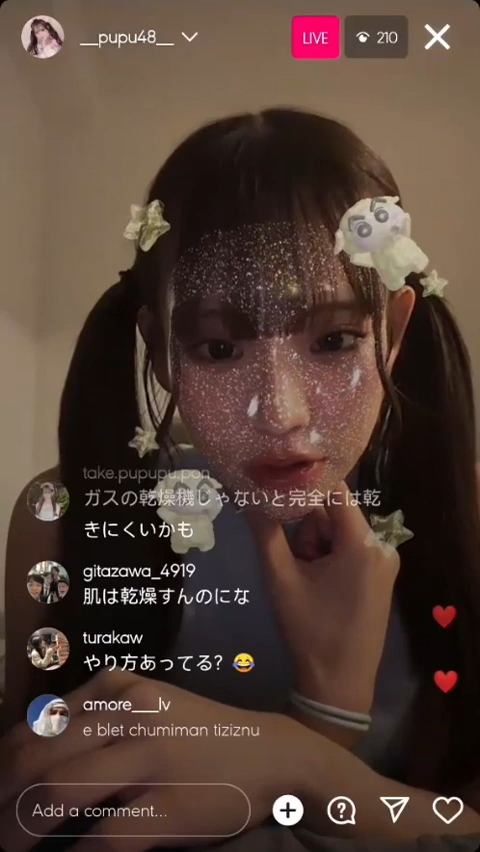 __pupu48__
LIVE
210
take.pupupu.pon
ガスの乾燥機じゃないと完全には乾
きにくいかも
gitazawa_4919
肌は乾燥すんのにな
turakaw
やり方あってる? 😂
amore___lv
e blet chumiman tiziznu
Add a comment...